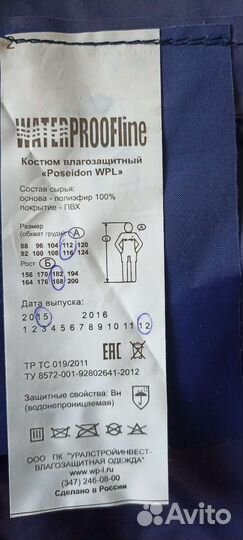 2
WATERPROOFline
Костюм влагозащитный
«Poseidon WPL»
Состав сырья:
основа - полиэфир 100%
покрытие - ПВХ
Размер
(обхват груди) А
88 96 104 112 120
92 100 108 116 124
Рост Б
158 170 182 194
164 176 188 200
А
Б
Дата выпуска:
2015 2016
1 2 3 4 5 6 7 8 9 10 11 12
ТР ТС 019/2011 EAC
ТУ 8572-001-92802641-2012
Защитные свойства: Вн
(водонепроницаемая)
ООО ПК "УРАЛСТРОЙИНВЕСТ-
ВЛАГОЗАЩИТНАЯ ОДЕЖДА"
www.wp-l.ru
(347) 246-08-00
Сделано в России
Avito